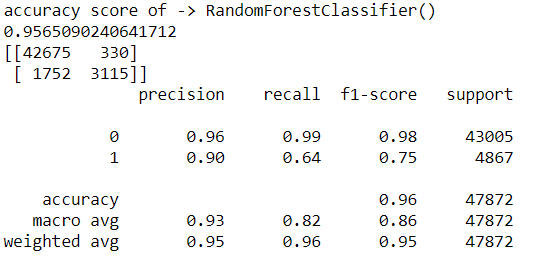 accuracy score of -> RandomForestClassifier()
0.9565090240641712
[[42675   330]
 [ 1752  3115]]
              precision    recall  f1-score   support

           0       0.96      0.99      0.98     43005
           1       0.90      0.64      0.75      4867

    accuracy                           0.96     47872
   macro avg       0.93      0.82      0.86     47872
weighted avg       0.95      0.96      0.95     47872